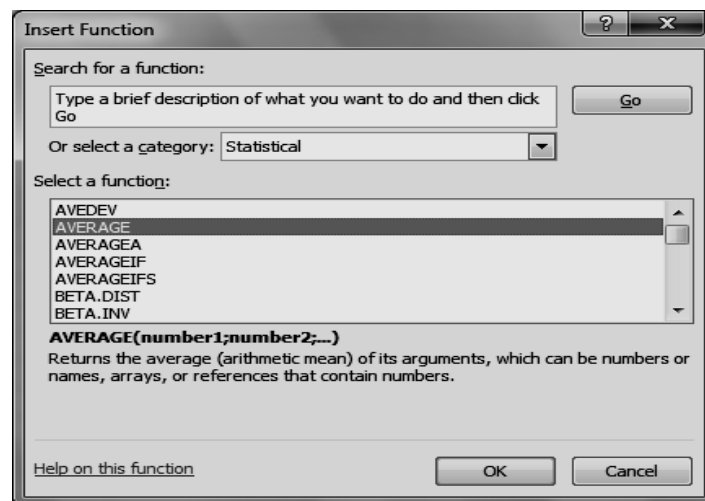 Insert Function
?
x
Search for a function:
Type a brief description of what you want to do and then click
Go
Go
Or select a category: Statistical
Select a function:
AVEDEV
AVERAGE
AVERAGEA
AVERAGEIF
AVERAGEIFS
BETA.DIST
BETA.INV
AVERAGE(number1;number2;...)
Returns the average (arithmetic mean) of its arguments, which can be numbers or
names, arrays, or references that contain numbers.
Help on this function
OK
Cancel